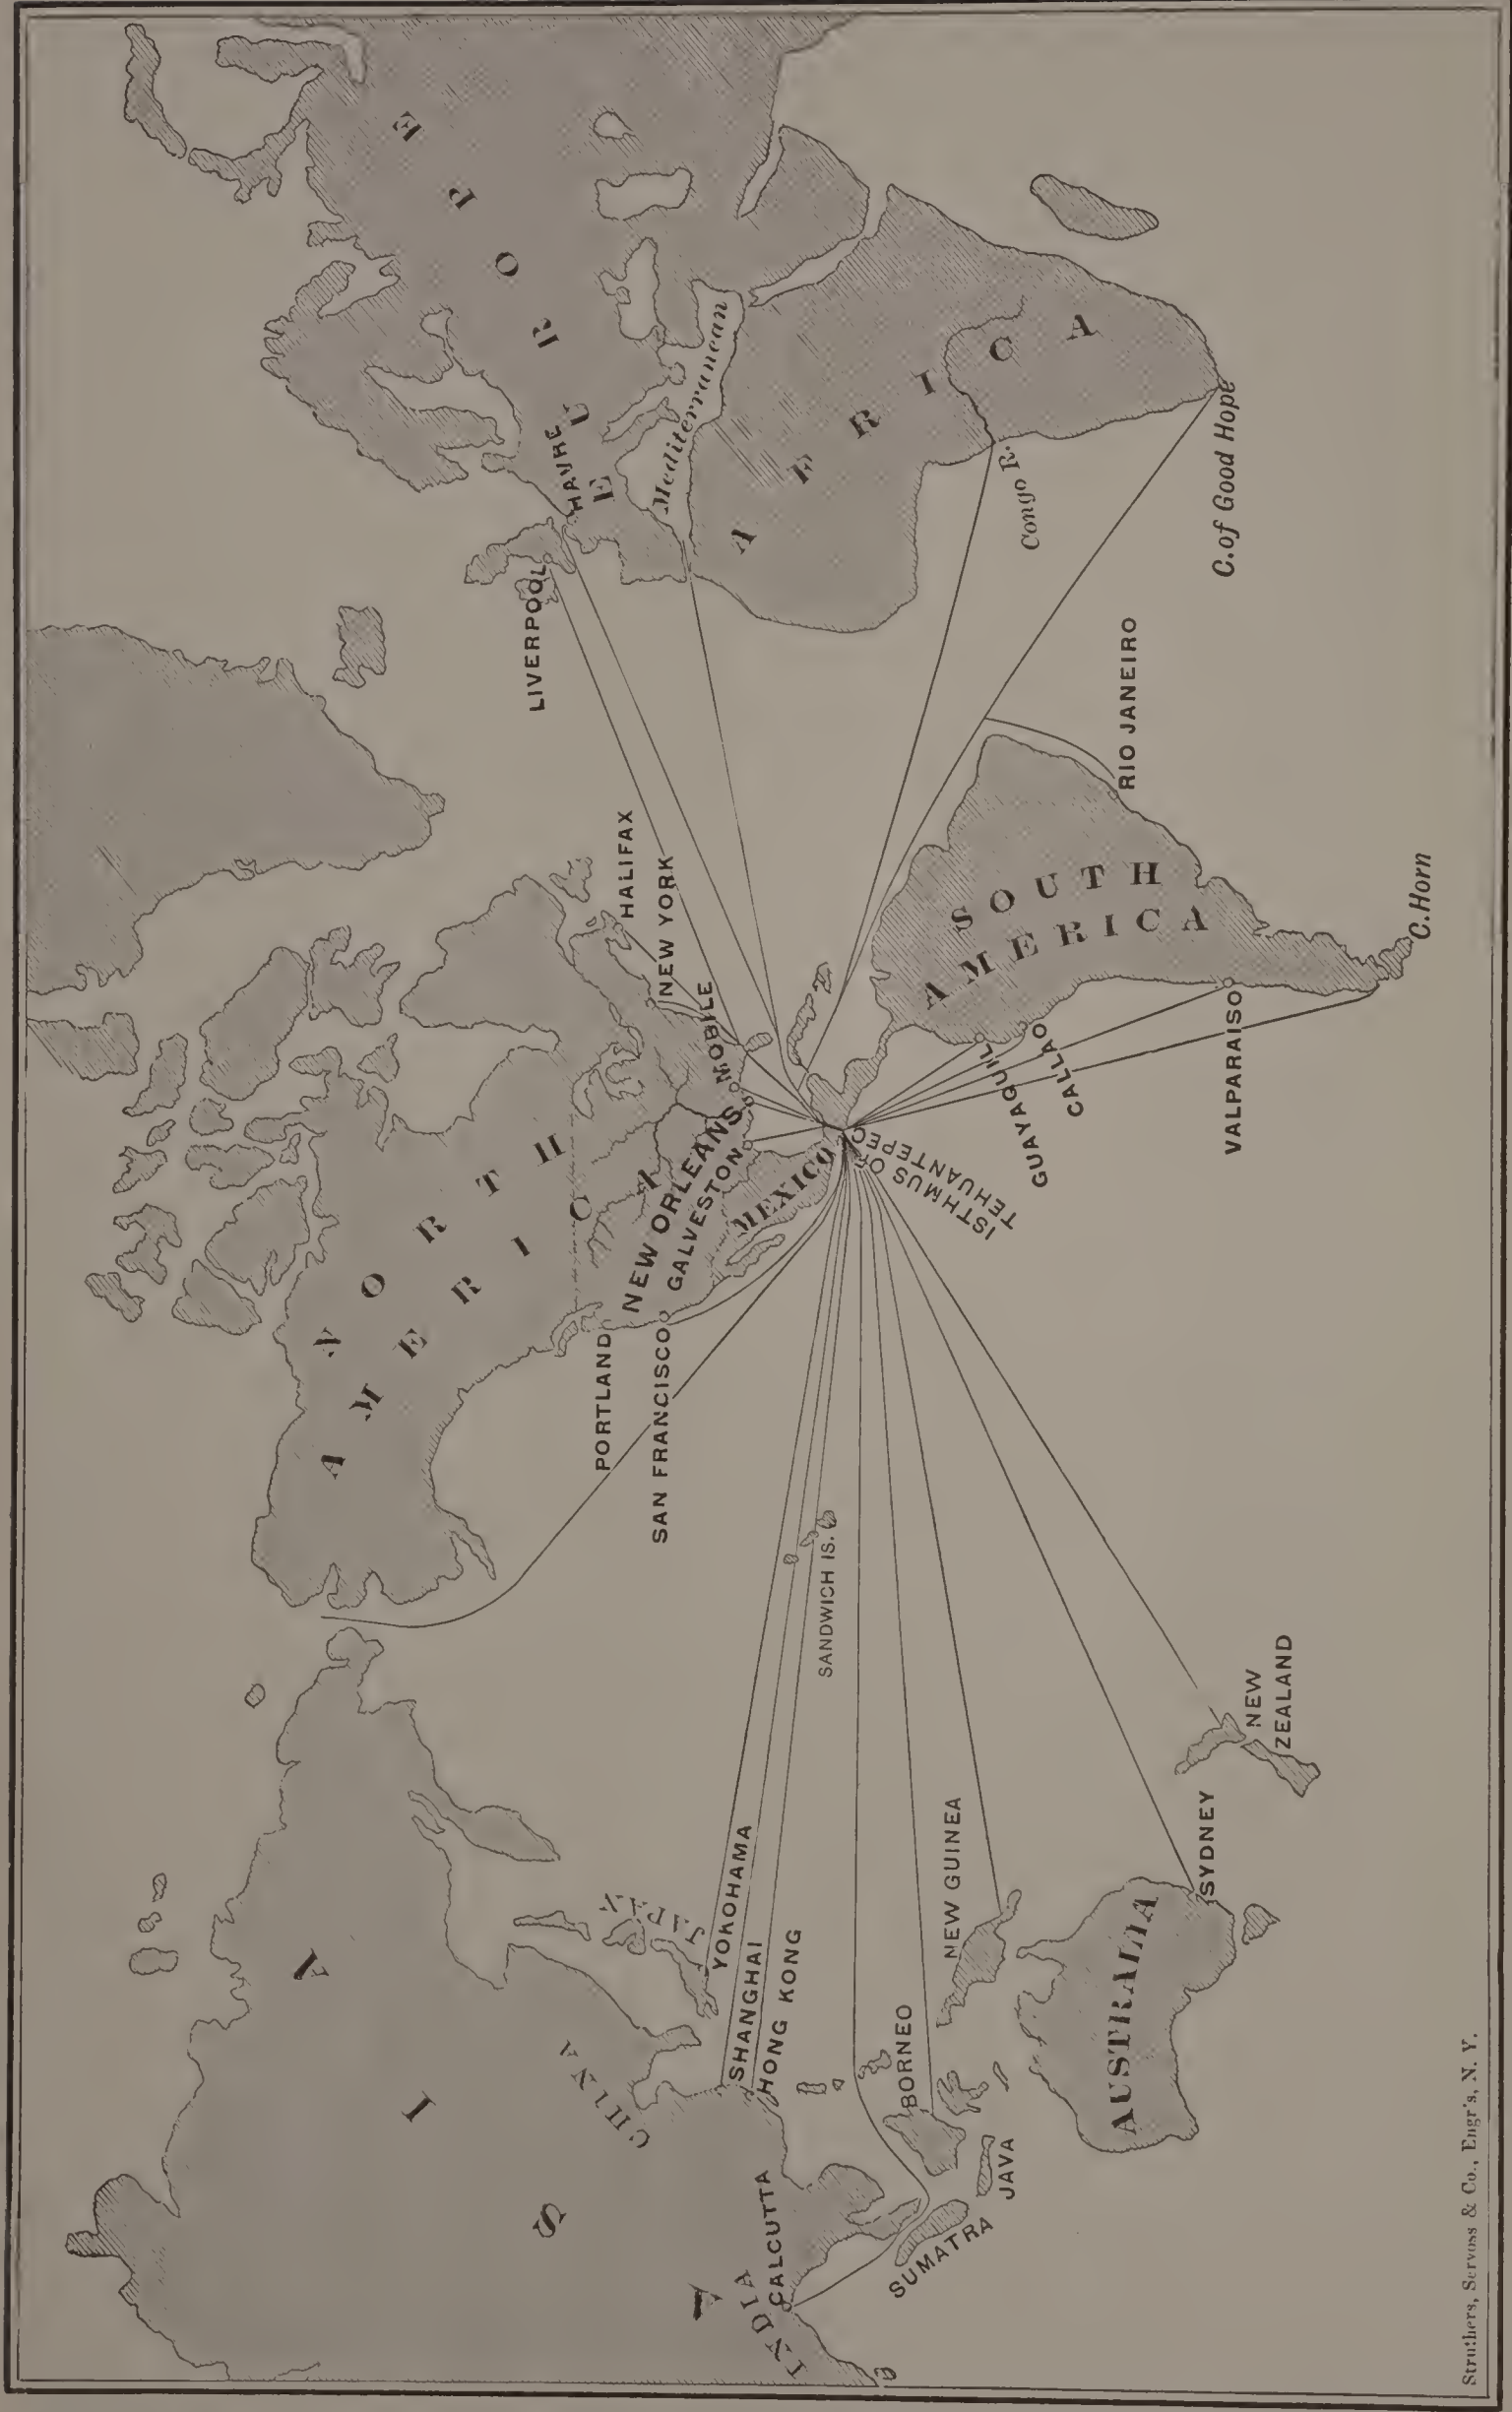 ASIA
CHINA
JAPAN
INDIA
CALCUTTA
SHANGHAI
HONG KONG
YOKOHAMA
SUMATRA
JAVA
BORNEO
NEW GUINEA
AUSTRALIA
SYDNEY
NEW
ZEALAND
SANDWICH IS.
NORTH
AMERICA
PORTLAND
SAN FRANCISCO
NEW ORLEANS
GALVESTON
MEXICO
ISTHMUS OF
TEHUANTEPEC
MOBILE
NEW YORK
HALIFAX
GUAYAQUIL
CALLAO
VALPARAISO
SOUTH
AMERICA
C. Horn
RIO JANEIRO
LIVERPOOL
HAVRE
EUROPE
Mediterranean
AFRICA
Congo R.
C. of Good Hope
Struthers, Servoss & Co., Engr's, N. Y.